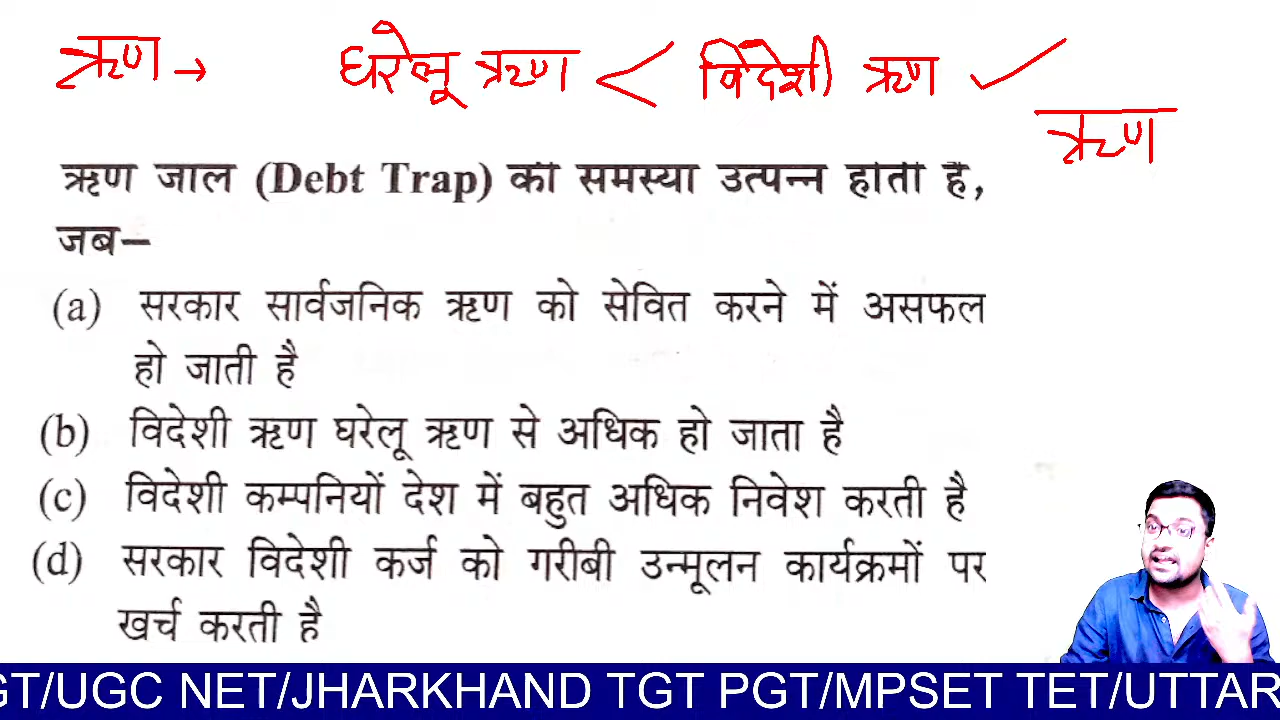 ऋण → घरेलू ऋण < विदेशी ऋण ✓
ऋण
ऋण जाल (Debt Trap) की समस्या उत्पन्न होती है,
जब–
(a) सरकार सार्वजनिक ऋण को सेवित करने में असफल
हो जाती है
(b) विदेशी ऋण घरेलू ऋण से अधिक हो जाता है
(c) विदेशी कम्पनियों देश में बहुत अधिक निवेश करती है
(d) सरकार विदेशी कर्ज को गरीबी उन्मूलन कार्यक्रमों पर
खर्च करती है
GT/UGC NET/JHARKHAND TGT PGT/MPSET TET/UTTAR